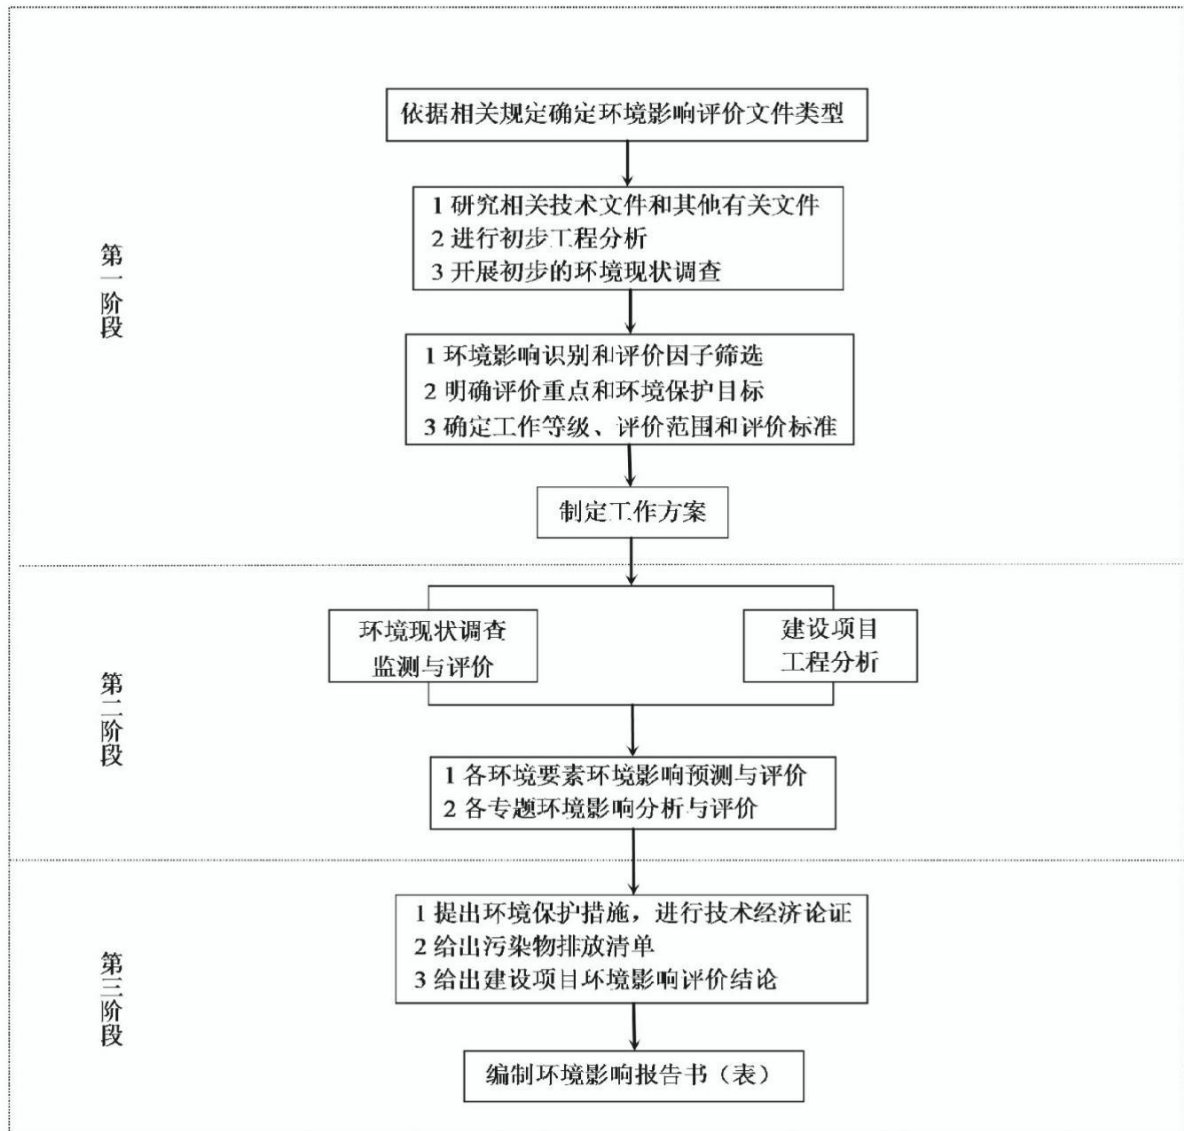 依据相关规定确定环境影响评价文件类型
第一阶段
1 研究相关技术文件和其他有关文件
2 进行初步工程分析
3 开展初步的环境现状调查
1 环境影响识别和评价因子筛选
2 明确评价重点和环境保护目标
3 确定工作等级、评价范围和评价标准
制定工作方案
第二阶段
环境现状调查
监测与评价
建设项目
工程分析
1 各环境要素环境影响预测与评价
2 各专题环境影响分析与评价
第三阶段
1 提出环境保护措施，进行技术经济论证
2 给出污染物排放清单
3 给出建设项目环境影响评价结论
编制环境影响报告书（表）